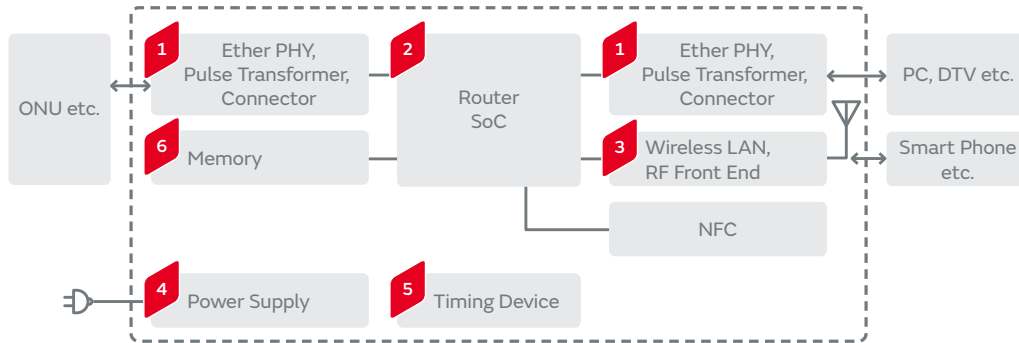 ONU etc.
1
Ether PHY,
Pulse Transformer,
Connector
2
Router
SoC
1
Ether PHY,
Pulse Transformer,
Connector
PC, DTV etc.
6
Memory
3
Wireless LAN,
RF Front End
Smart Phone
etc.
NFC
4
Power Supply
5
Timing Device